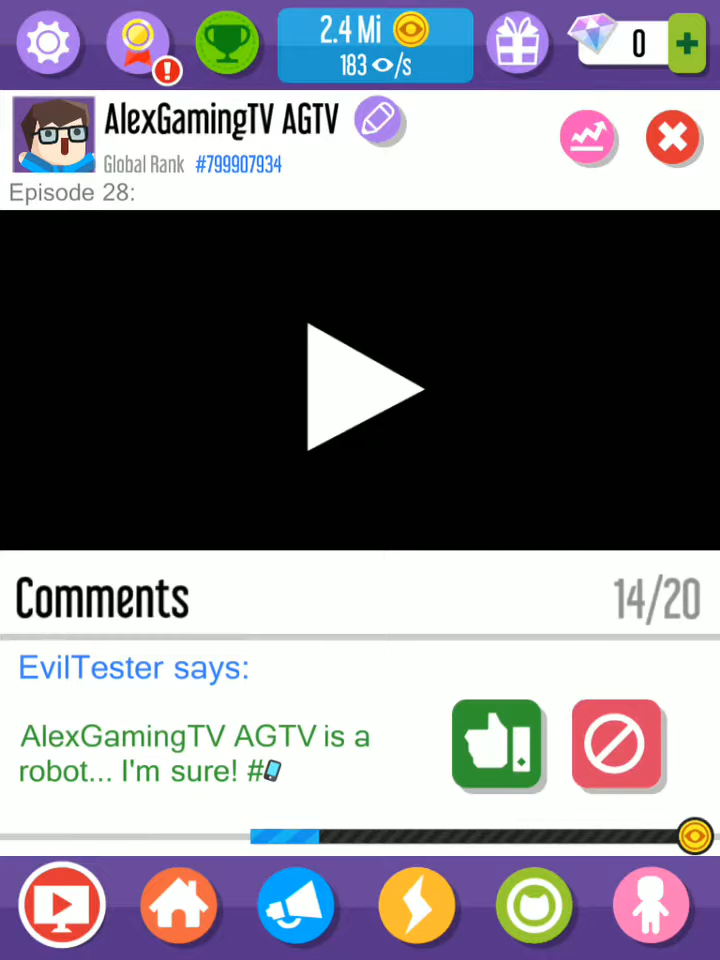 2.4 Mi
183 /s
0
AlexGamingTV AGTV
Global Rank #799907934
Episode 28:
Comments 14/20
EvilTester says:
AlexGamingTV AGTV is a
robot... I'm sure! #📱